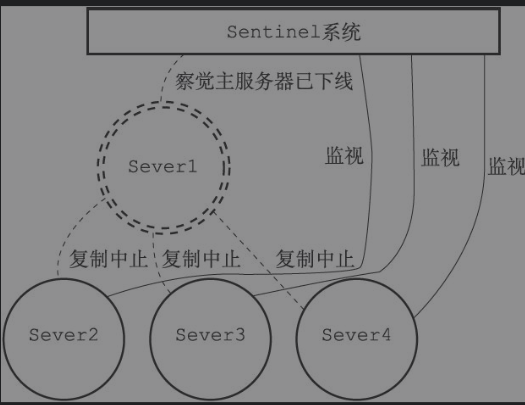 Sentinel系统
察觉主服务器已下线
监视
监视
监视
Sever1
复制中止
复制中止
复制中止
Sever2
Sever3
Sever4